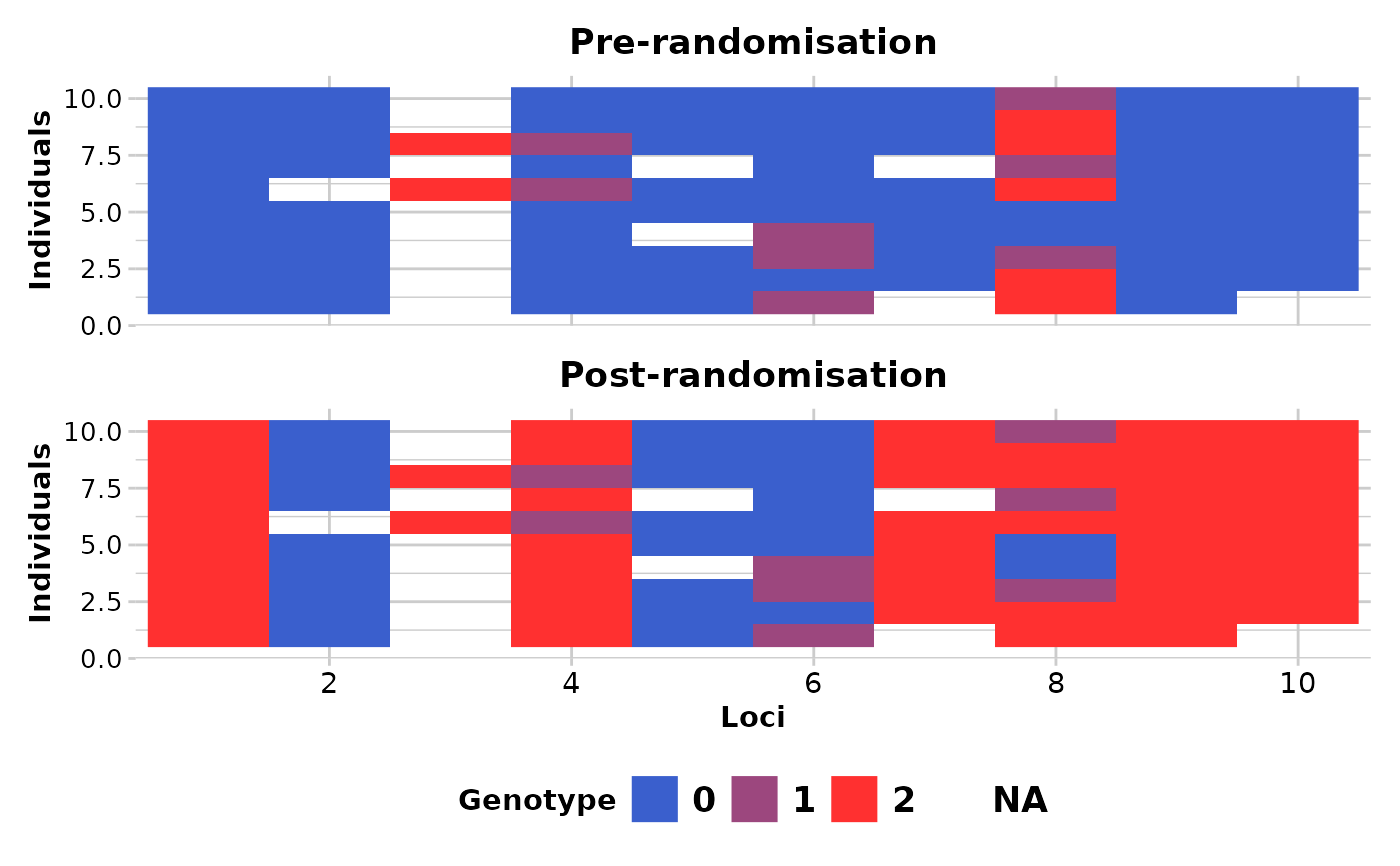 Pre-randomisation
Individuals
10.0
7.5
5.0
2.5
0.0
Post-randomisation
Individuals
10.0
7.5
5.0
2.5
0.0
2 4 6 8 10
Loci
Genotype 0 1 2 NA